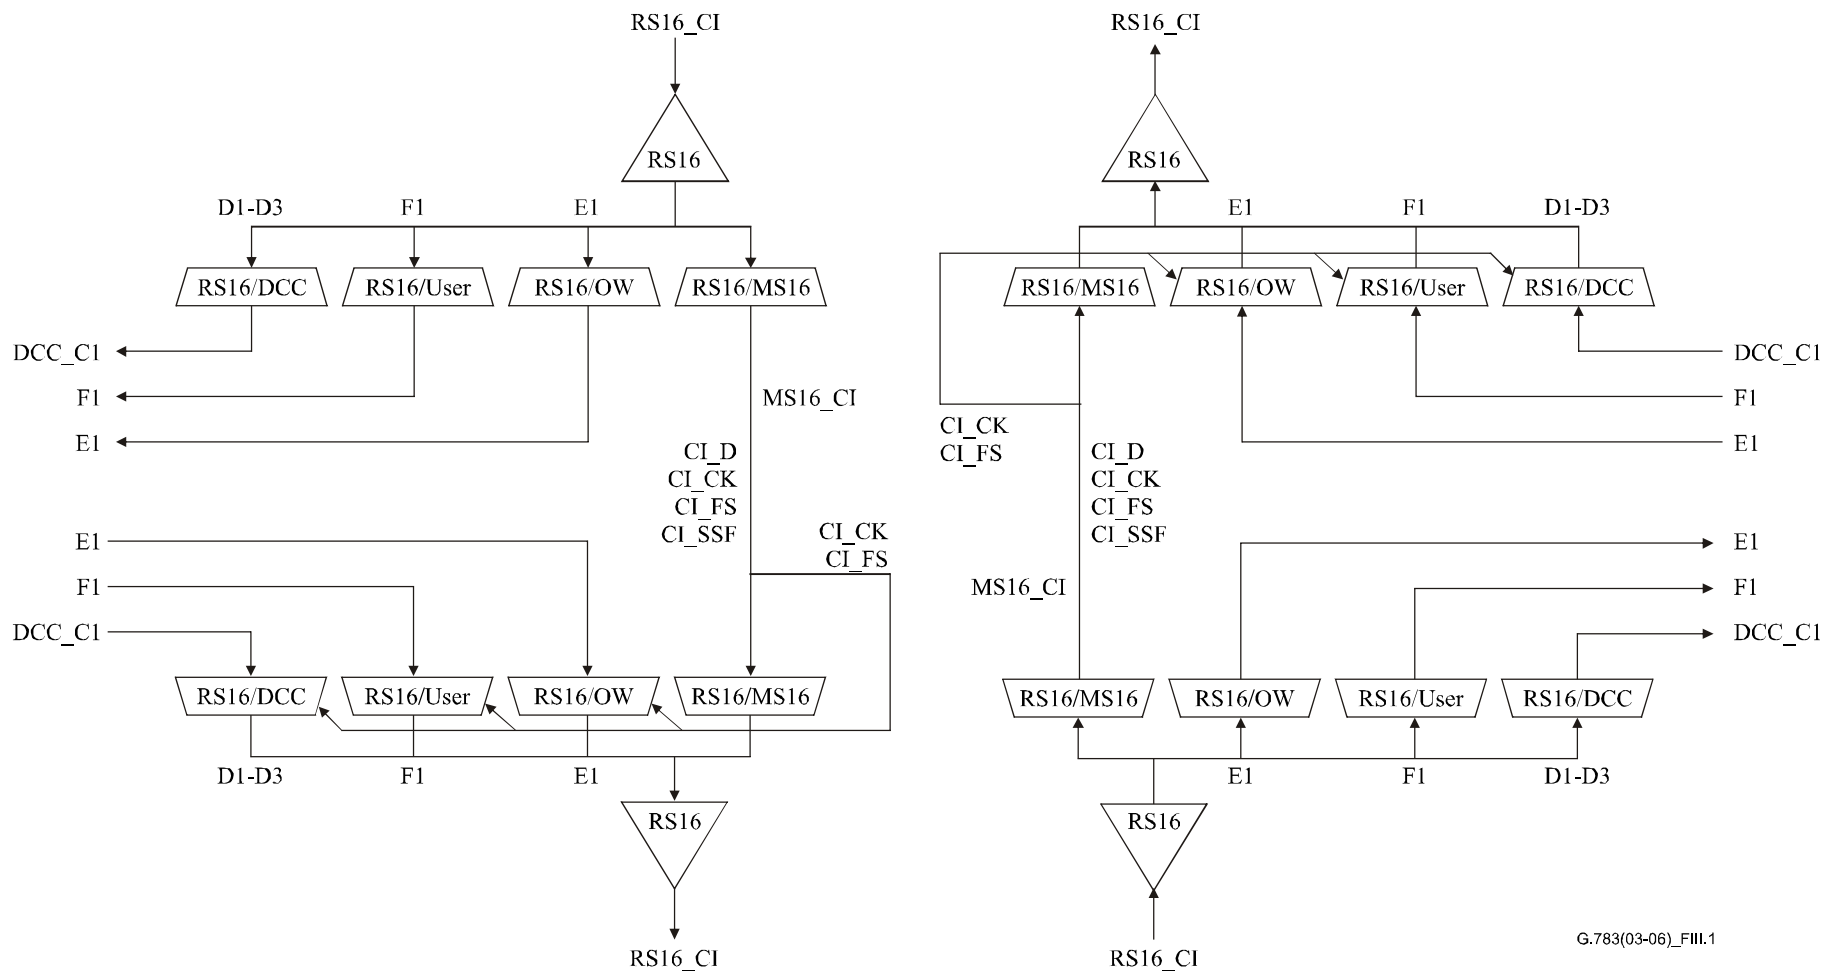 RS16_CI RS16_CI
RS16 RS16
D1-D3 F1 E1 E1 F1 D1-D3
RS16/DCC RS16/User RS16/OW RS16/MS16 RS16/MS16 RS16/OW RS16/User RS16/DCC
DCC_C1 DCC_C1
F1 MS16_CI F1
E1 CI_CK E1
CI_FS
CI_D CI_D
CI_CK CI_CK
CI_FS CI_FS
CI_SSF CI_SSF
CI_CK
CI_FS
E1 E1
F1 MS16_CI F1
DCC_C1 DCC_C1
RS16/DCC RS16/User RS16/OW RS16/MS16 RS16/MS16 RS16/OW RS16/User RS16/DCC
D1-D3 F1 E1 E1 F1 D1-D3
RS16 RS16
RS16_CI RS16_CI
G.783(03-06)_FIII.1